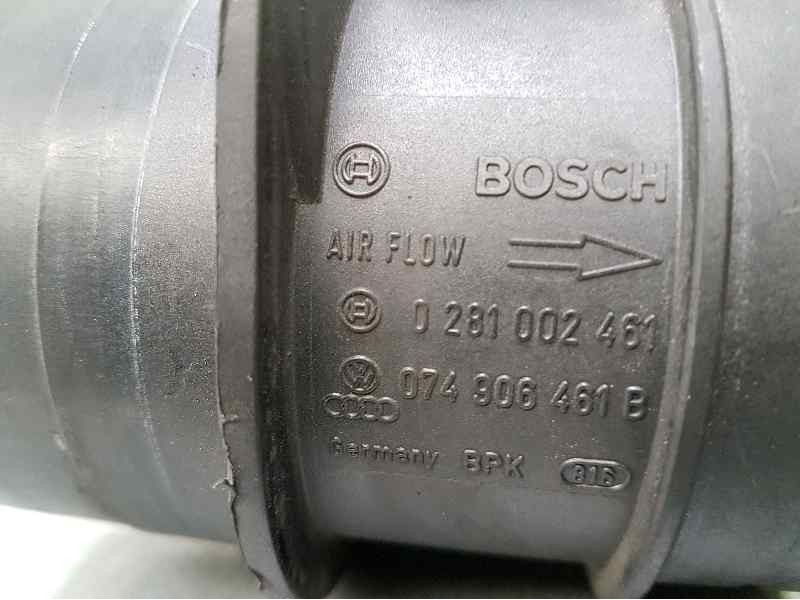 BOSCH
AIR FLOW
0 281 002 461
074 906 461 B
Germany BPK 816